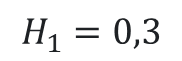 H₁ = 0,3